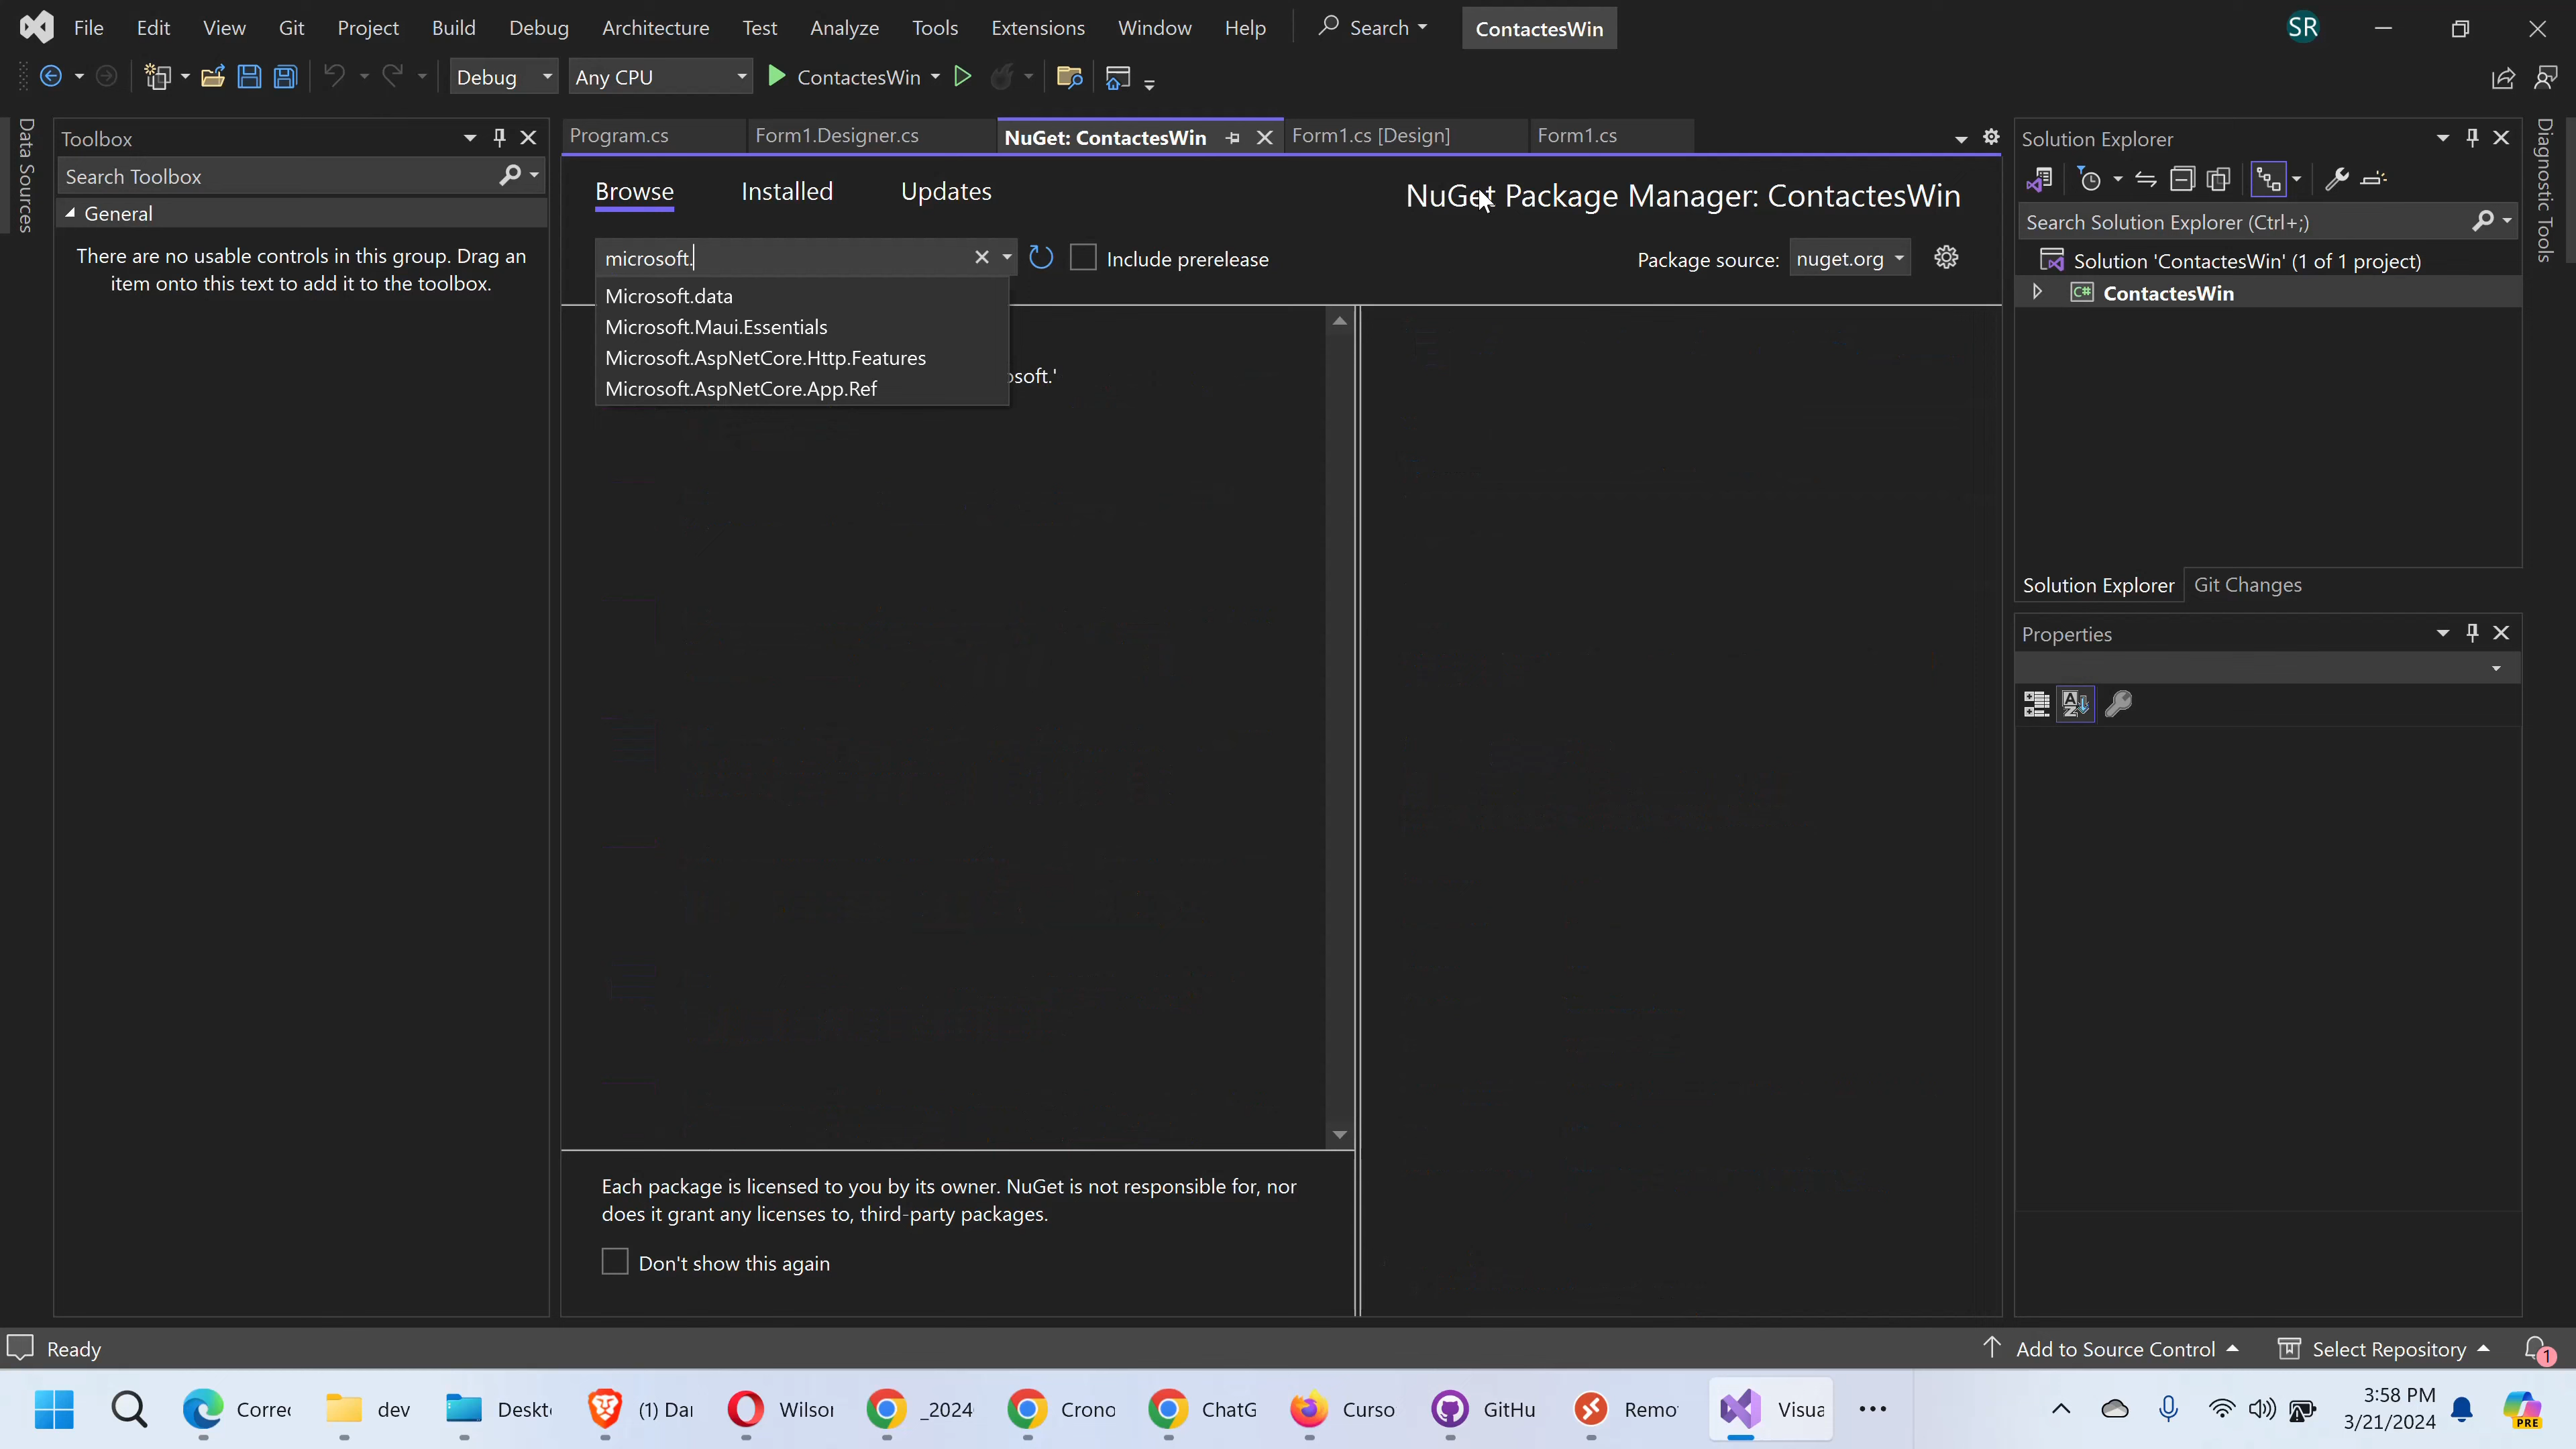 File Edit View Git Project Build Debug Architecture Test Analyze Tools Extensions Window Help Search ContactesWin SR
Debug Any CPU ContactesWin
Data Sources
Toolbox
Search Toolbox
General
There are no usable controls in this group. Drag an
item onto this text to add it to the toolbox.
Program.cs Form1.Designer.cs NuGet: ContactesWin Form1.cs [Design] Form1.cs
Browse Installed Updates
NuGet Package Manager: ContactesWin
microsoft.
Include prerelease
Package source: nuget.org
Microsoft.data
Microsoft.Maui.Essentials
Microsoft.AspNetCore.Http.Features
Microsoft.AspNetCore.App.Ref
osoft.'
Each package is licensed to you by its owner. NuGet is not responsible for, nor
does it grant any licenses to, third-party packages.
Don't show this again
Solution Explorer
Search Solution Explorer (Ctrl+;)
Solution 'ContactesWin' (1 of 1 project)
C# ContactesWin
Solution Explorer Git Changes
Properties
Diagnostic Tools
Ready
Add to Source Control Select Repository 1
Correc dev Deskt (1) Dar Wilsor _2024 Crono ChatG Curso GitHu Remo Visua
3:58 PM
3/21/2024
PRE